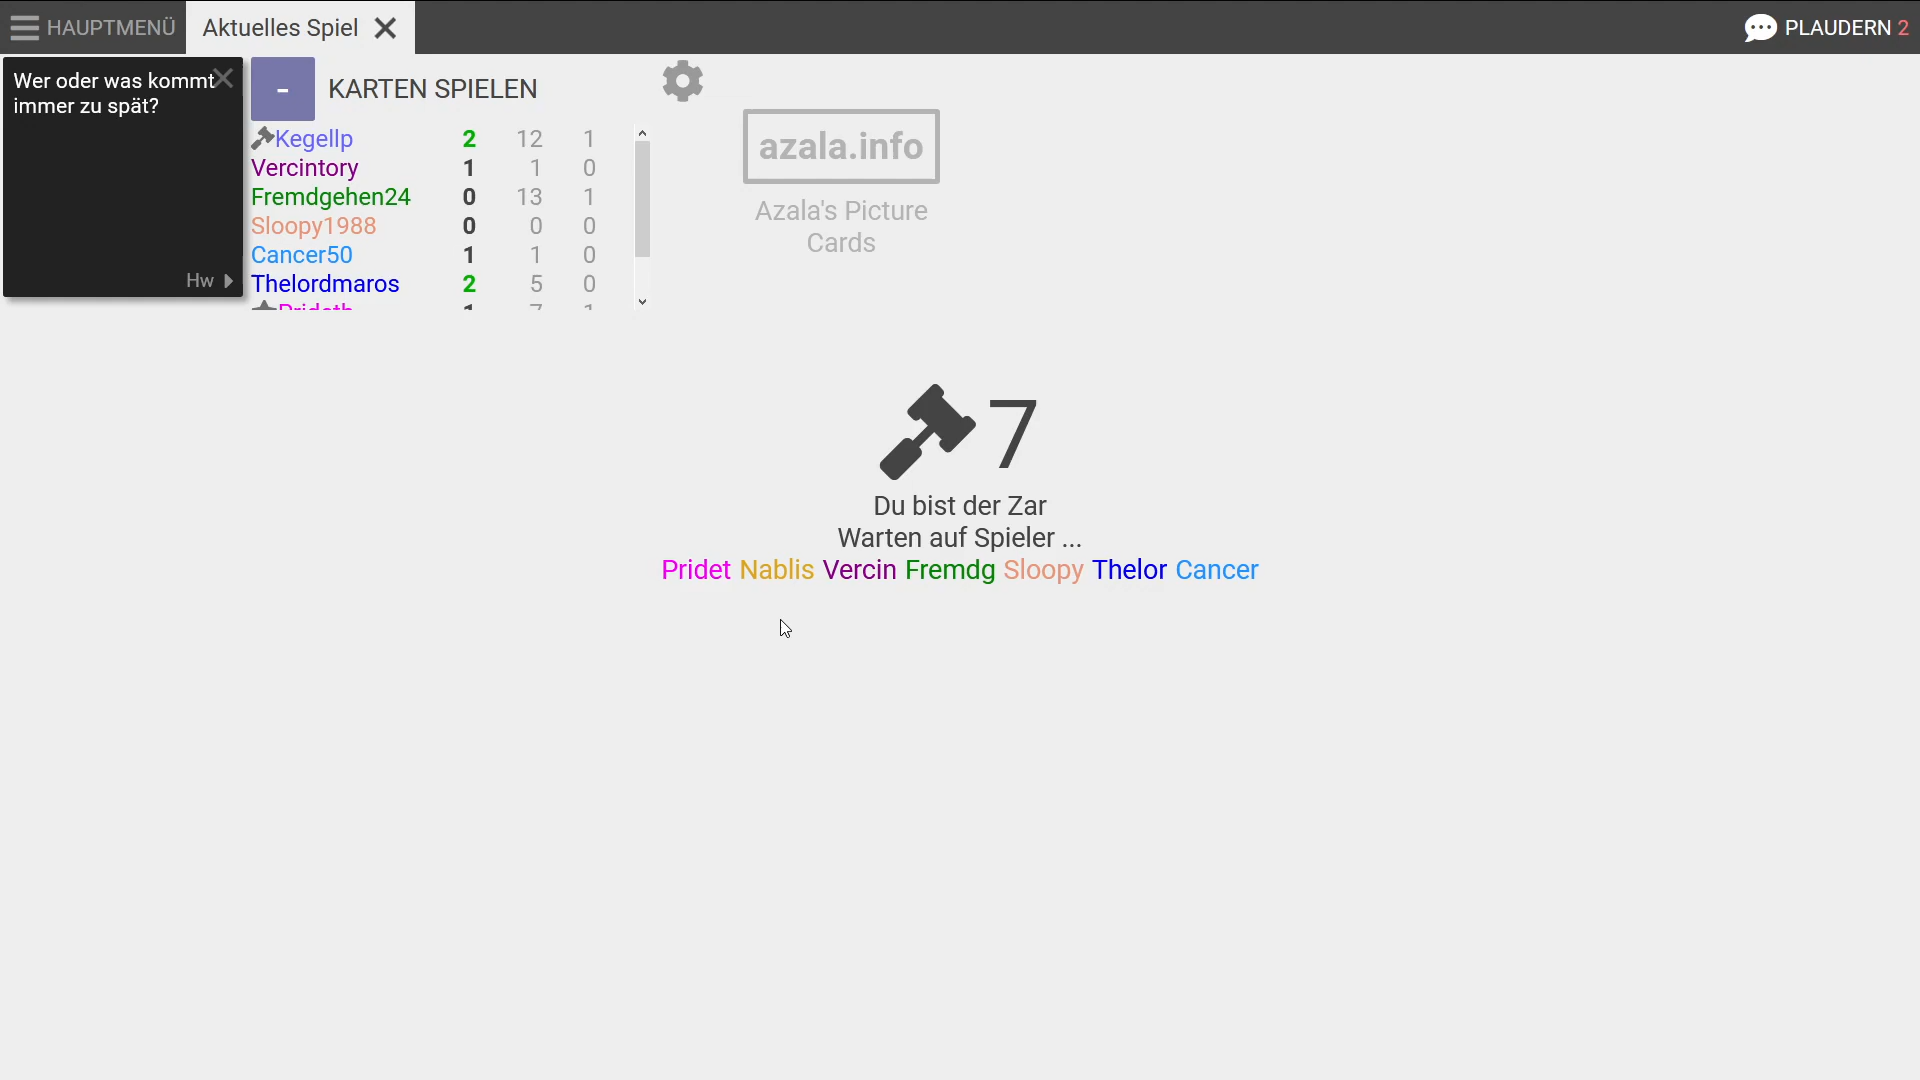 HAUPTMENÜ
Aktuelles Spiel
PLAUDERN 2
Wer oder was kommt
immer zu spät?
Hw
-
KARTEN SPIELEN
Kegellp 2 12 1
Vercintory 1 1 0
Fremdgehen24 0 13 1
Sloopy1988 0 0 0
Cancer50 1 1 0
Thelordmaros 2 5 0
azala.info
Azala's Picture
Cards
7
Du bist der Zar
Warten auf Spieler ...
Pridet Nablis Vercin Fremdg Sloopy Thelor Cancer